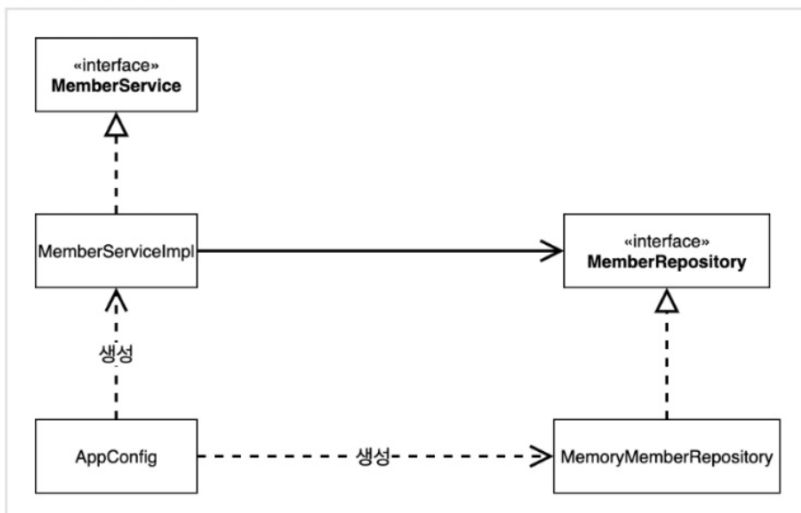 «interface»
MemberService
MemberServiceImpl
«interface»
MemberRepository
생성
AppConfig
생성
MemoryMemberRepository